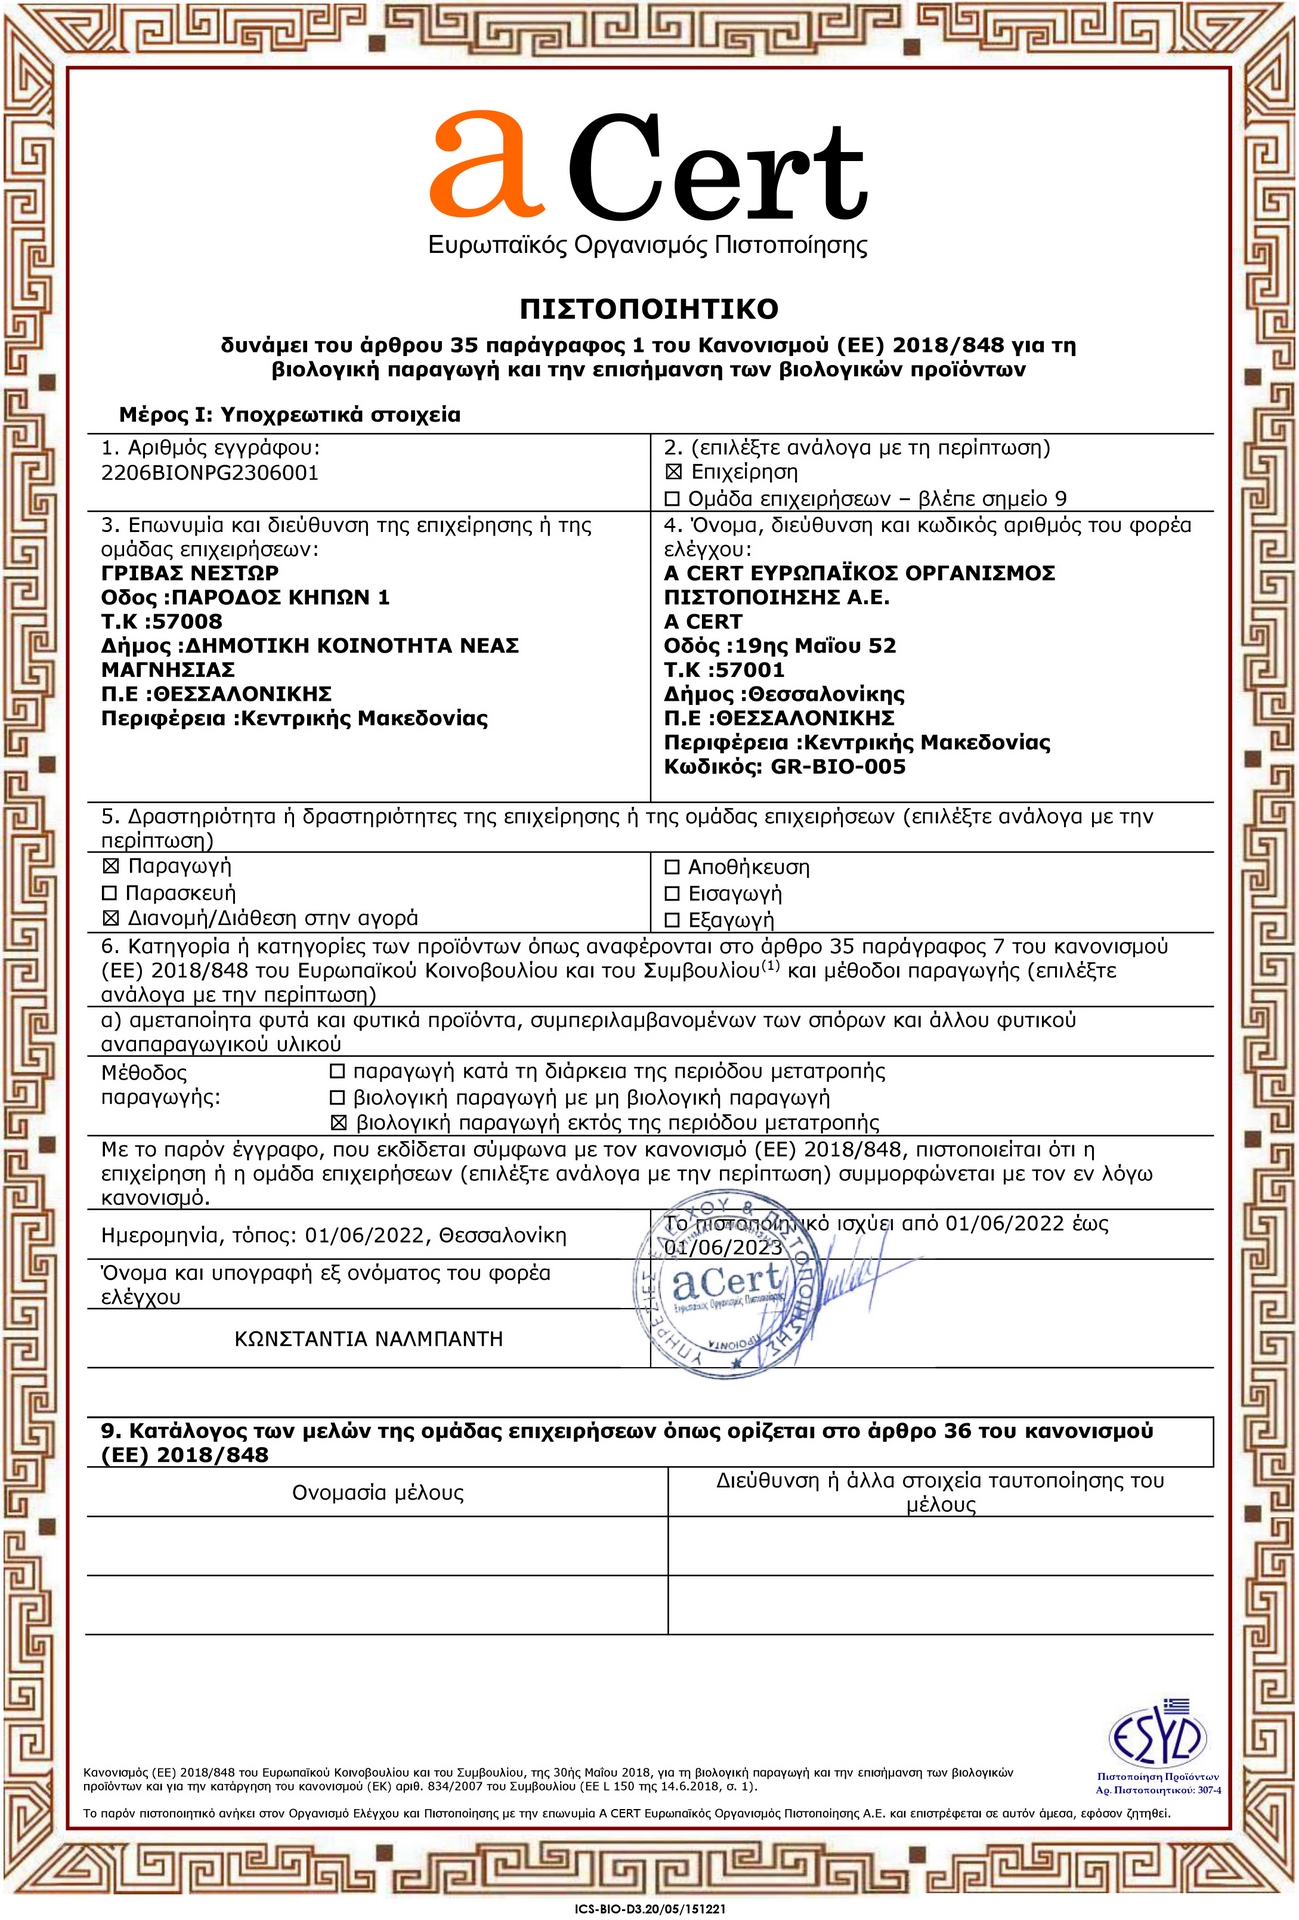 a Cert
Ευρωπαϊκός Οργανισμός Πιστοποίησης
ΠΙΣΤΟΠΟΙΗΤΙΚΟ
δυνάμει του άρθρου 35 παράγραφος 1 του Κανονισμού (ΕΕ) 2018/848 για τη
βιολογική παραγωγή και την επισήμανση των βιολογικών προϊόντων
Μέρος Ι: Υποχρεωτικά στοιχεία
1. Αριθμός εγγράφου:
2206BIONPG2306001
2. (επιλέξτε ανάλογα με τη περίπτωση)
☒ Επιχείρηση
☐ Ομάδα επιχειρήσεων – βλέπε σημείο 9
3. Επωνυμία και διεύθυνση της επιχείρησης ή της
ομάδας επιχειρήσεων:
ΓΡΙΒΑΣ ΝΕΣΤΩΡ
Οδος :ΠΑΡΟΔΟΣ ΚΗΠΩΝ 1
Τ.Κ :57008
Δήμος :ΔΗΜΟΤΙΚΗ ΚΟΙΝΟΤΗΤΑ ΝΕΑΣ
ΜΑΓΝΗΣΙΑΣ
Π.Ε :ΘΕΣΣΑΛΟΝΙΚΗΣ
Περιφέρεια :Κεντρικής Μακεδονίας
4. Όνομα, διεύθυνση και κωδικός αριθμός του φορέα
ελέγχου:
A CERT ΕΥΡΩΠΑΪΚΟΣ ΟΡΓΑΝΙΣΜΟΣ
ΠΙΣΤΟΠΟΙΗΣΗΣ Α.Ε.
A CERT
Οδός :19ης Μαΐου 52
Τ.Κ :57001
Δήμος :Θεσσαλονίκης
Π.Ε :ΘΕΣΣΑΛΟΝΙΚΗΣ
Περιφέρεια :Κεντρικής Μακεδονίας
Κωδικός: GR-BIO-005
5. Δραστηριότητα ή δραστηριότητες της επιχείρησης ή της ομάδας επιχειρήσεων (επιλέξτε ανάλογα με την
περίπτωση)
☒ Παραγωγή
☐ Παρασκευή
☒ Διανομή/Διάθεση στην αγορά
☐ Αποθήκευση
☐ Εισαγωγή
☐ Εξαγωγή
6. Κατηγορία ή κατηγορίες των προϊόντων όπως αναφέρονται στο άρθρο 35 παράγραφος 7 του κανονισμού
(ΕΕ) 2018/848 του Ευρωπαϊκού Κοινοβουλίου και του Συμβουλίου(1) και μέθοδοι παραγωγής (επιλέξτε
ανάλογα με την περίπτωση)
α) αμεταποίητα φυτά και φυτικά προϊόντα, συμπεριλαμβανομένων των σπόρων και άλλου φυτικού
αναπαραγωγικού υλικού
Μέθοδος
παραγωγής:
☐ παραγωγή κατά τη διάρκεια της περιόδου μετατροπής
☐ βιολογική παραγωγή με μη βιολογική παραγωγή
☒ βιολογική παραγωγή εκτός της περιόδου μετατροπής
Με το παρόν έγγραφο, που εκδίδεται σύμφωνα με τον κανονισμό (ΕΕ) 2018/848, πιστοποιείται ότι η
επιχείρηση ή η ομάδα επιχειρήσεων (επιλέξτε ανάλογα με την περίπτωση) συμμορφώνεται με τον εν λόγω
κανονισμό.
Ημερομηνία, τόπος: 01/06/2022, Θεσσαλονίκη
Το πιστοποιητικό ισχύει από 01/06/2022 έως
01/06/2023
Όνομα και υπογραφή εξ ονόματος του φορέα
ελέγχου
ΚΩΝΣΤΑΝΤΙΑ ΝΑΛΜΠΑΝΤΗ
ΥΠΗΡΕΣΙΕΣ ΕΛΕΓΧΟΥ & ΠΙΣΤΟΠΟΙΗΣΗΣ
aCert
Ευρωπαϊκός Οργανισμός Πιστοποίησης
ΠΡΟΙΟΝΤΑ
9. Κατάλογος των μελών της ομάδας επιχειρήσεων όπως ορίζεται στο άρθρο 36 του κανονισμού
(ΕΕ) 2018/848
Ονομασία μέλους
Διεύθυνση ή άλλα στοιχεία ταυτοποίησης του
μέλους
ΕΣΥΔ
Πιστοποίηση Προϊόντων
Αρ. Πιστοποιητικού: 307-4
Κανονισμός (ΕΕ) 2018/848 του Ευρωπαϊκού Κοινοβουλίου και του Συμβουλίου, της 30ής Μαΐου 2018, για τη βιολογική παραγωγή και την επισήμανση των βιολογικών
προϊόντων και για την κατάργηση του κανονισμού (ΕΚ) αριθ. 834/2007 του Συμβουλίου (ΕΕ L 150 της 14.6.2018, σ. 1).
Το παρόν πιστοποιητικό ανήκει στον Οργανισμό Ελέγχου και Πιστοποίησης με την επωνυμία A CERT Ευρωπαϊκός Οργανισμός Πιστοποίησης Α.Ε. και επιστρέφεται σε αυτόν άμεσα, εφόσον ζητηθεί.
ICS-BIO-D3.20/05/151221